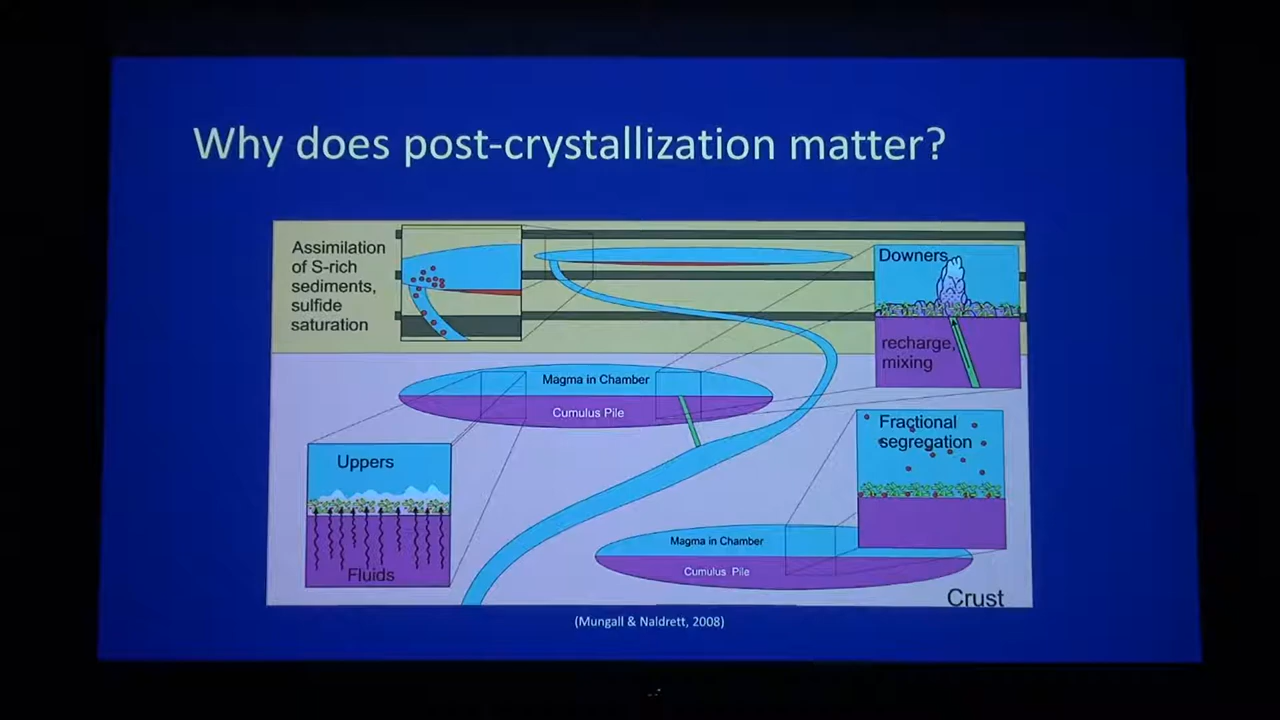 Why does post-crystallization matter?
Assimilation
of S-rich
sediments,
sulfide
saturation
Downers
recharge,
mixing
Magma in Chamber
Cumulus Pile
Fractional
segregation
Uppers
Fluids
Magma in Chamber
Cumulus Pile
Crust
(Mungall & Naldrett, 2008)